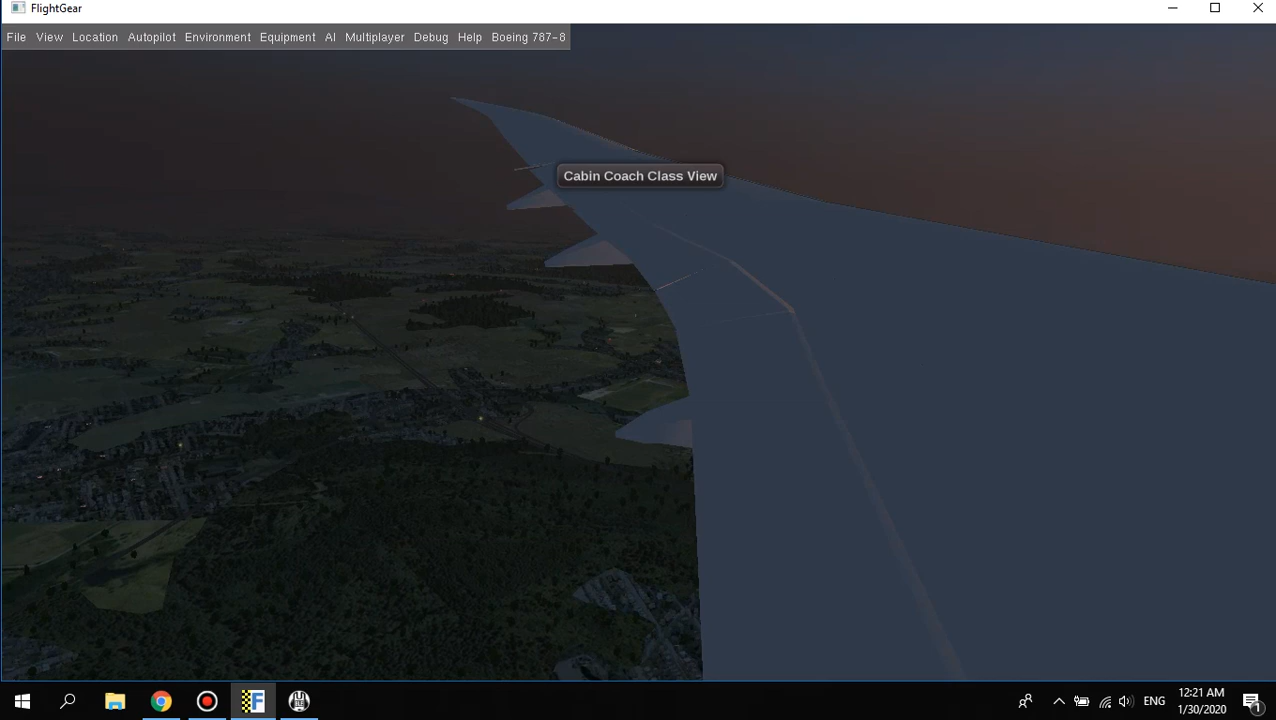 FlightGear
File View Location Autopilot Environment Equipment AI Multiplayer Debug Help Boeing 787-8
Cabin Coach Class View
ENG
12:21 AM
1/30/2020
1